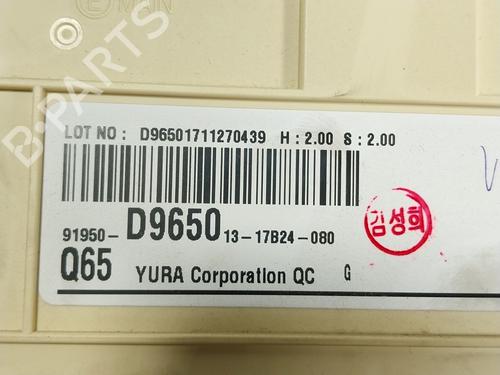 E MAIN
LOT NO : D96501711270439 H : 2.00 S : 2.00
91950- D9650 13-17B24-080
김성희
Q65 YURA Corporation QC G
B-PARTS